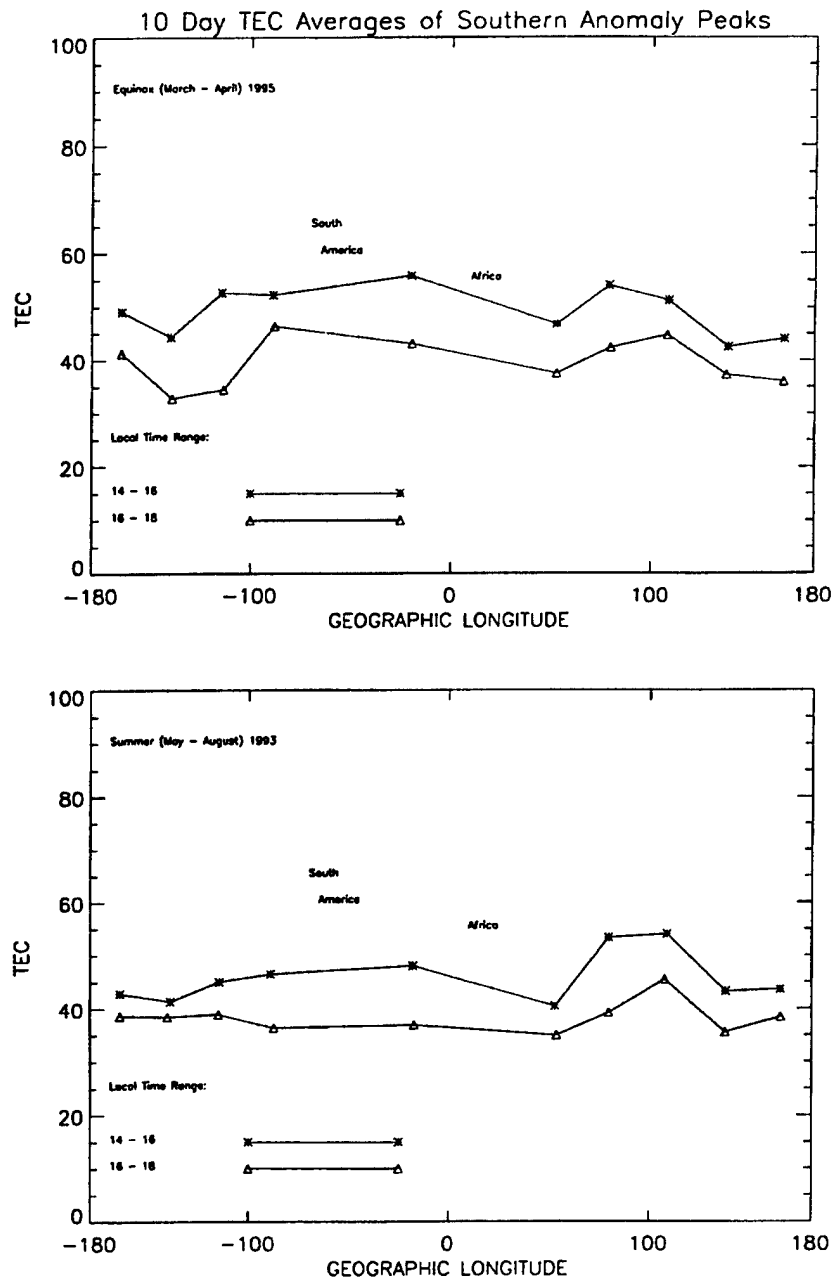 10 Day TEC Averages of Southern Anomaly Peaks
100
Equinox (March - April) 1995
80
South
60
America
Africa
TEC
40
Local Time Range:
20
14 - 16
16 - 18
0
-180 -100 0 100 180
GEOGRAPHIC LONGITUDE
100
Summer (May - August) 1993
80
South
60
America
Africa
TEC
40
Local Time Range:
20
14 - 16
16 - 18
0
-180 -100 0 100 180
GEOGRAPHIC LONGITUDE